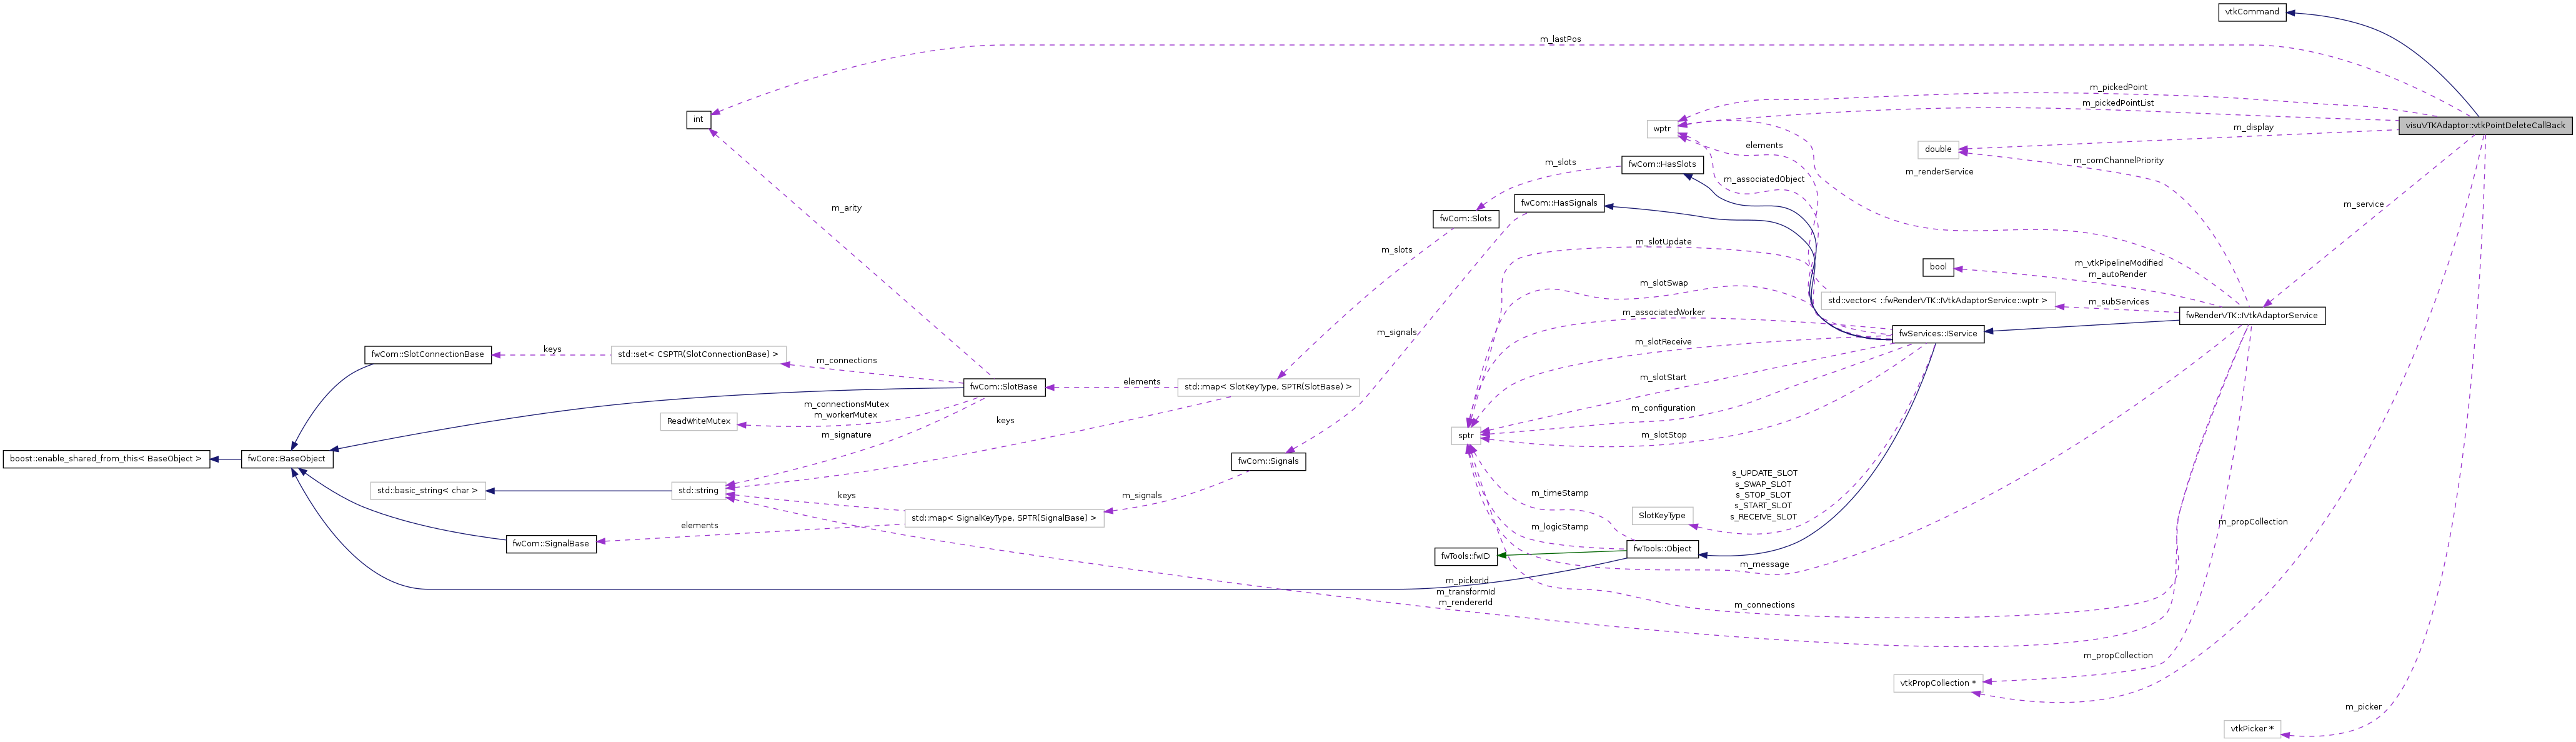 vtkCommand
m_lastPos
m_pickedPoint
m_pickedPointList
int
wptr
m_display
visuVTKAdaptor::vtkPointDeleteCallBack
elements
double
m_comChannelPriority
m_slots
fwCom::HasSlots
m_renderService
m_associatedObject
m_arity
fwCom::HasSignals
m_service
fwCom::Slots
m_slotUpdate
m_slots
bool
m_vtkPipelineModified
m_autoRender
m_slotSwap
std::vector< ::fwRenderVTK::IVtkAdaptorService::wptr >
m_subServices
m_associatedWorker
fwRenderVTK::IVtkAdaptorService
m_signals
fwServices::IService
m_slotReceive
keys
fwCom::SlotConnectionBase
std::set< CSPTR(SlotConnectionBase) >
m_connections
m_slotStart
elements
fwCom::SlotBase
std::map< SlotKeyType, SPTR(SlotBase) >
m_connectionsMutex
m_workerMutex
m_configuration
ReadWriteMutex
keys
m_signature
sptr
m_slotStop
boost::enable_shared_from_this< BaseObject >
fwCore::BaseObject
fwCom::Signals
s_UPDATE_SLOT
s_SWAP_SLOT
s_STOP_SLOT
s_START_SLOT
s_RECEIVE_SLOT
std::basic_string< char >
std::string
keys
m_signals
m_timeStamp
std::map< SignalKeyType, SPTR(SignalBase) >
SlotKeyType
elements
m_logicStamp
m_propCollection
fwCom::SignalBase
fwTools::fwID
fwTools::Object
m_message
m_pickerId
m_transformId
m_rendererId
m_connections
m_propCollection
vtkPropCollection *
m_picker
vtkPicker *